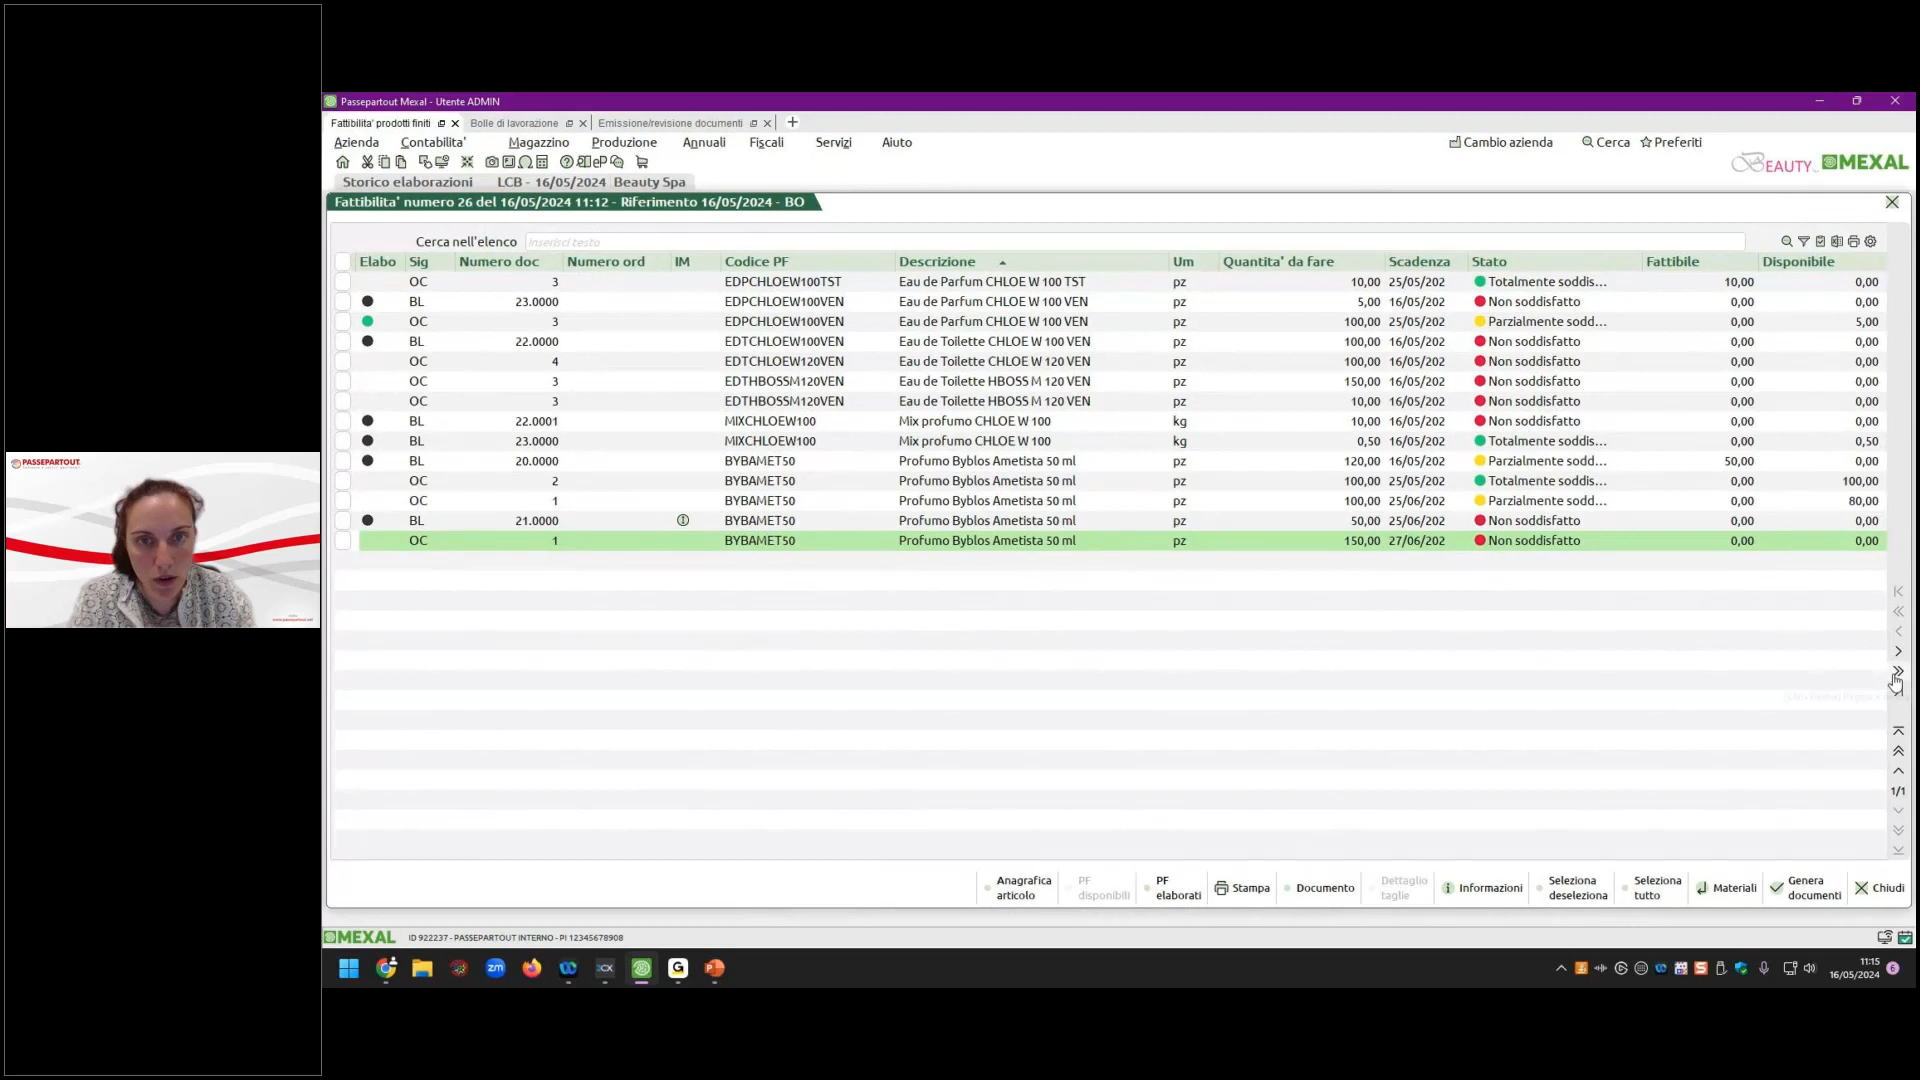 PASSEPARTOUT
www.passepartout.net
Passepartout Mexal - Utente ADMIN
Fattibilita' prodotti finiti Bolle di lavorazione Emissione/revisione documenti
Azienda Contabilita' Magazzino Produzione Annuali Fiscali Servizi Aiuto Cambio azienda Cerca Preferiti
BEAUTY MEXAL
Storico elaborazioni LCB - 16/05/2024 Beauty Spa
Fattibilita' numero 26 del 16/05/2024 11:12 - Riferimento 16/05/2024 - BO
Cerca nell'elenco Inserisci testo
Elabo Sig Numero doc Numero ord IM Codice PF Descrizione Um Quantita' da fare Scadenza Stato Fattibile Disponibile
OC 3 EDPCHLOEW100TST Eau de Parfum CHLOE W 100 TST pz 10,00 25/05/202 Totalmente soddis... 10,00 0,00
BL 23.0000 EDPCHLOEW100VEN Eau de Parfum CHLOE W 100 VEN pz 5,00 16/05/202 Non soddisfatto 0,00 0,00
OC 3 EDPCHLOEW100VEN Eau de Parfum CHLOE W 100 VEN pz 100,00 25/05/202 Parzialmente sodd... 0,00 5,00
BL 22.0000 EDTCHLOEW100VEN Eau de Toilette CHLOE W 100 VEN pz 100,00 16/05/202 Non soddisfatto 0,00 0,00
OC 4 EDTCHLOEW120VEN Eau de Toilette CHLOE W 120 VEN pz 100,00 16/05/202 Non soddisfatto 0,00 0,00
OC 3 EDTHBOSSM120VEN Eau de Toilette HBOSS M 120 VEN pz 150,00 16/05/202 Non soddisfatto 0,00 0,00
OC 3 EDTHBOSSM120VEN Eau de Toilette HBOSS M 120 VEN pz 10,00 16/05/202 Non soddisfatto 0,00 0,00
BL 22.0001 MIXCHLOEW100 Mix profumo CHLOE W 100 kg 10,00 16/05/202 Non soddisfatto 0,00 0,00
BL 23.0000 MIXCHLOEW100 Mix profumo CHLOE W 100 kg 0,50 16/05/202 Totalmente soddis... 0,00 0,50
BL 20.0000 BYBAMET50 Profumo Byblos Ametista 50 ml pz 120,00 16/05/202 Parzialmente sodd... 50,00 0,00
OC 2 BYBAMET50 Profumo Byblos Ametista 50 ml pz 100,00 25/05/202 Totalmente soddis... 0,00 100,00
OC 1 BYBAMET50 Profumo Byblos Ametista 50 ml pz 100,00 25/06/202 Parzialmente sodd... 0,00 80,00
BL 21.0000 BYBAMET50 Profumo Byblos Ametista 50 ml pz 50,00 25/06/202 Non soddisfatto 0,00 0,00
OC 1 BYBAMET50 Profumo Byblos Ametista 50 ml pz 150,00 27/06/202 Non soddisfatto 0,00 0,00
1/1
Anagrafica articolo PF disponibili PF elaborati Stampa Documento Dettaglio taglie Informazioni Seleziona deseleziona Seleziona tutto Materiali Genera documenti Chiudi
MEXAL ID 922237 - PASSEPARTOUT INTERNO - PI 12345678908
11:15
16/05/2024 6